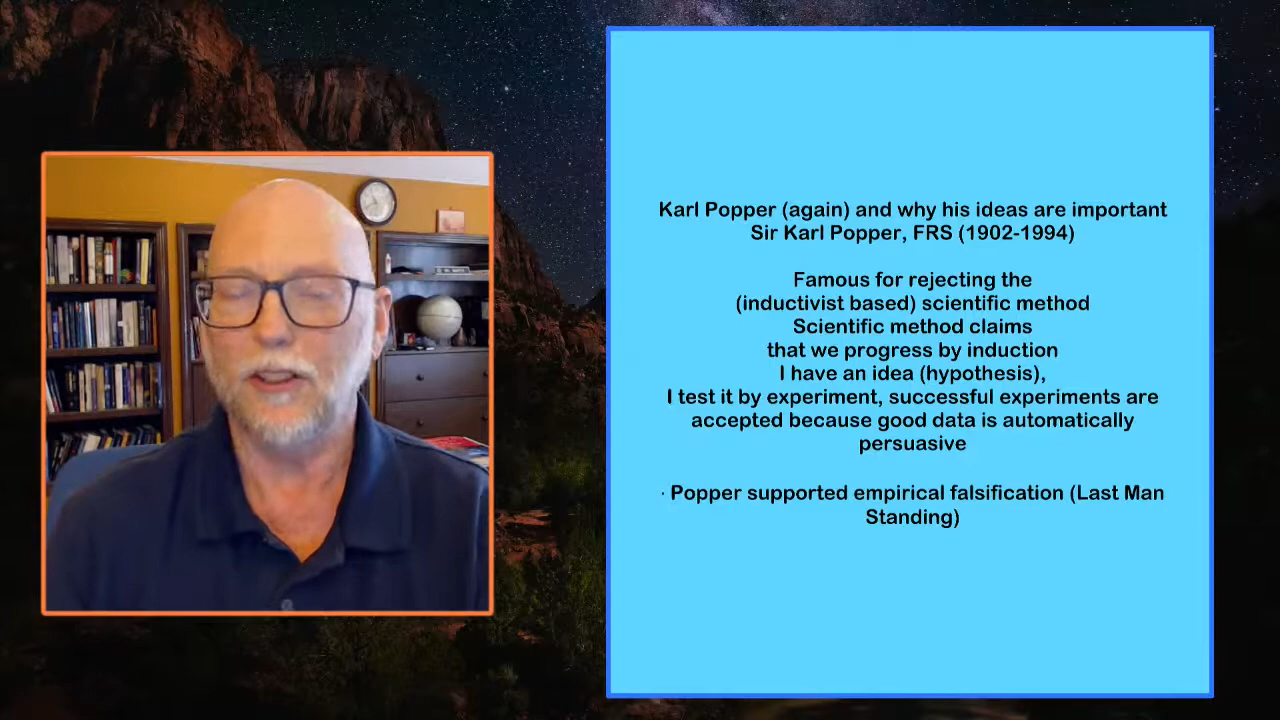 Karl Popper (again) and why his ideas are important
Sir Karl Popper, FRS (1902-1994)
Famous for rejecting the
(inductivist based) scientific method
Scientific method claims
that we progress by induction
I have an idea (hypothesis),
I test it by experiment, successful experiments are
accepted because good data is automatically
persuasive
· Popper supported empirical falsification (Last Man
Standing)